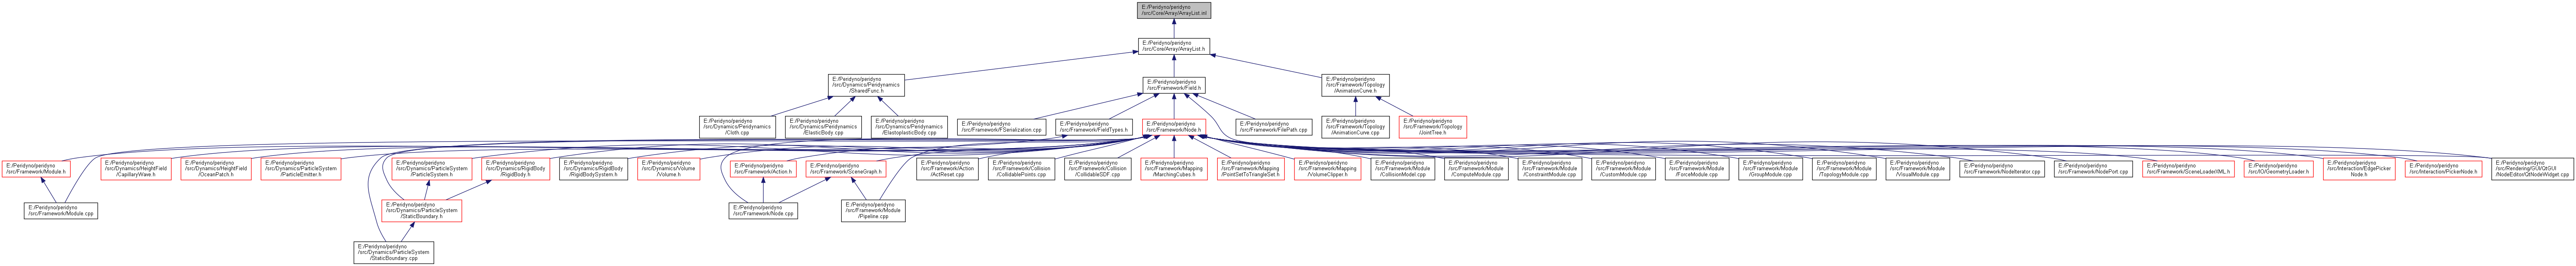 E:/Peridyno/peridyno
/src/Core/Array/ArrayList.inl
E:/Peridyno/peridyno
/src/Core/Array/ArrayList.h
E:/Peridyno/peridyno
/src/Dynamics/Peridynamics
/SharedFunc.h
E:/Peridyno/peridyno
/src/Framework/Field.h
E:/Peridyno/peridyno
/src/Framework/Topology
/AnimationCurve.h
E:/Peridyno/peridyno
/src/Dynamics/Peridynamics
/Cloth.cpp
E:/Peridyno/peridyno
/src/Dynamics/Peridynamics
/ElasticBody.cpp
E:/Peridyno/peridyno
/src/Dynamics/Peridynamics
/ElastoplasticBody.cpp
E:/Peridyno/peridyno
/src/Framework/FSerialization.cpp
E:/Peridyno/peridyno
/src/Framework/FieldTypes.h
E:/Peridyno/peridyno
/src/Framework/Node.h
E:/Peridyno/peridyno
/src/Framework/FilePath.cpp
E:/Peridyno/peridyno
/src/Framework/Topology
/AnimationCurve.cpp
E:/Peridyno/peridyno
/src/Framework/Topology
/JointTree.h
E:/Peridyno/peridyno
/src/Framework/Module.h
E:/Peridyno/peridyno
/src/Dynamics/HeightField
/CapillaryWave.h
E:/Peridyno/peridyno
/src/Dynamics/HeightField
/OceanPatch.h
E:/Peridyno/peridyno
/src/Dynamics/ParticleSystem
/ParticleEmitter.h
E:/Peridyno/peridyno
/src/Dynamics/ParticleSystem
/ParticleSystem.h
E:/Peridyno/peridyno
/src/Dynamics/RigidBody
/RigidBody.h
E:/Peridyno/peridyno
/src/Dynamics/RigidBody
/RigidBodySystem.h
E:/Peridyno/peridyno
/src/Dynamics/Volume
/Volume.h
E:/Peridyno/peridyno
/src/Framework/Action.h
E:/Peridyno/peridyno
/src/Framework/SceneGraph.h
E:/Peridyno/peridyno
/src/Framework/Action
/ActReset.cpp
E:/Peridyno/peridyno
/src/Framework/Collision
/CollidablePoints.cpp
E:/Peridyno/peridyno
/src/Framework/Collision
/CollidableSDF.cpp
E:/Peridyno/peridyno
/src/Framework/Mapping
/MarchingCubes.h
E:/Peridyno/peridyno
/src/Framework/Mapping
/PointSetToTriangleSet.h
E:/Peridyno/peridyno
/src/Framework/Mapping
/VolumeClipper.h
E:/Peridyno/peridyno
/src/Framework/Module
/CollisionModel.cpp
E:/Peridyno/peridyno
/src/Framework/Module
/ComputeModule.cpp
E:/Peridyno/peridyno
/src/Framework/Module
/ConstraintModule.cpp
E:/Peridyno/peridyno
/src/Framework/Module
/CustomModule.cpp
E:/Peridyno/peridyno
/src/Framework/Module
/ForceModule.cpp
E:/Peridyno/peridyno
/src/Framework/Module
/GroupModule.cpp
E:/Peridyno/peridyno
/src/Framework/Module
/TopologyModule.cpp
E:/Peridyno/peridyno
/src/Framework/Module
/VisualModule.cpp
E:/Peridyno/peridyno
/src/Framework/NodeIterator.cpp
E:/Peridyno/peridyno
/src/Framework/NodePort.cpp
E:/Peridyno/peridyno
/src/Framework/SceneLoaderXML.h
E:/Peridyno/peridyno
/src/IO/GeometryLoader.h
E:/Peridyno/peridyno
/src/Interaction/EdgePicker
Node.h
E:/Peridyno/peridyno
/src/Interaction/PickerNode.h
E:/Peridyno/peridyno
/src/Rendering/GUI/QtGUI
/NodeEditor/QtNodeWidget.cpp
E:/Peridyno/peridyno
/src/Framework/Module.cpp
E:/Peridyno/peridyno
/src/Dynamics/ParticleSystem
/StaticBoundary.h
E:/Peridyno/peridyno
/src/Framework/Node.cpp
E:/Peridyno/peridyno
/src/Framework/Module
/Pipeline.cpp
E:/Peridyno/peridyno
/src/Dynamics/ParticleSystem
/StaticBoundary.cpp